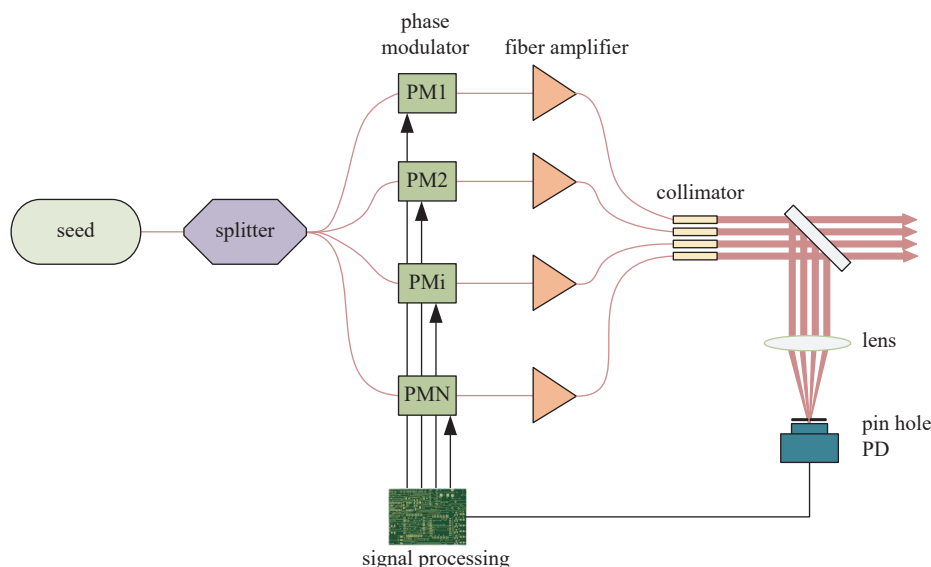 phase
modulator
fiber amplifier
PM1
PM2
collimator
seed
splitter
PMi
lens
PMN
pin hole
PD
signal processing